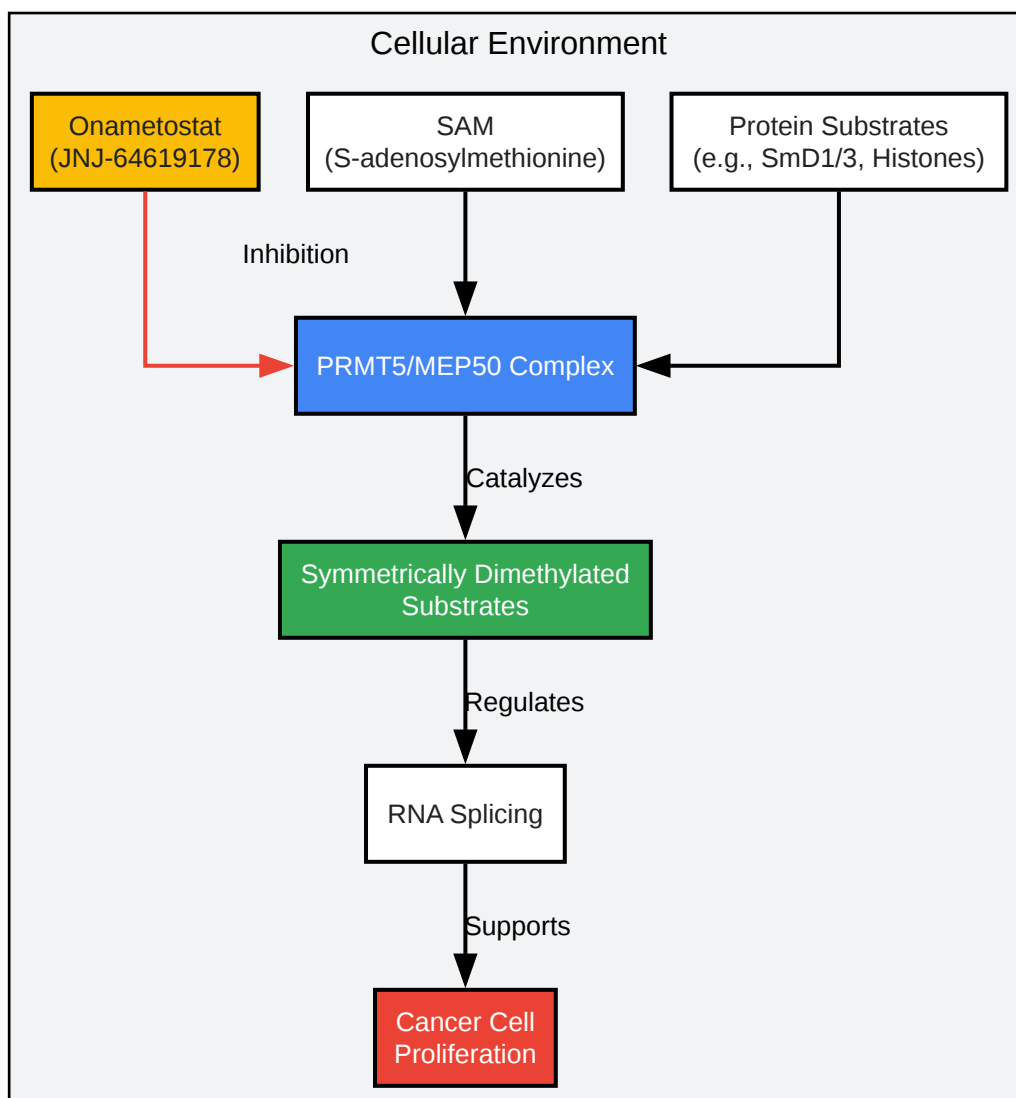 Cellular Environment
Onametostat
(JNJ-64619178)
SAM
(S-adenosylmethionine)
Protein Substrates
(e.g., SmD1/3, Histones)
Inhibition
PRMT5/MEP50 Complex
Catalyzes
Symmetrically Dimethylated
Substrates
Regulates
RNA Splicing
Supports
Cancer Cell
Proliferation